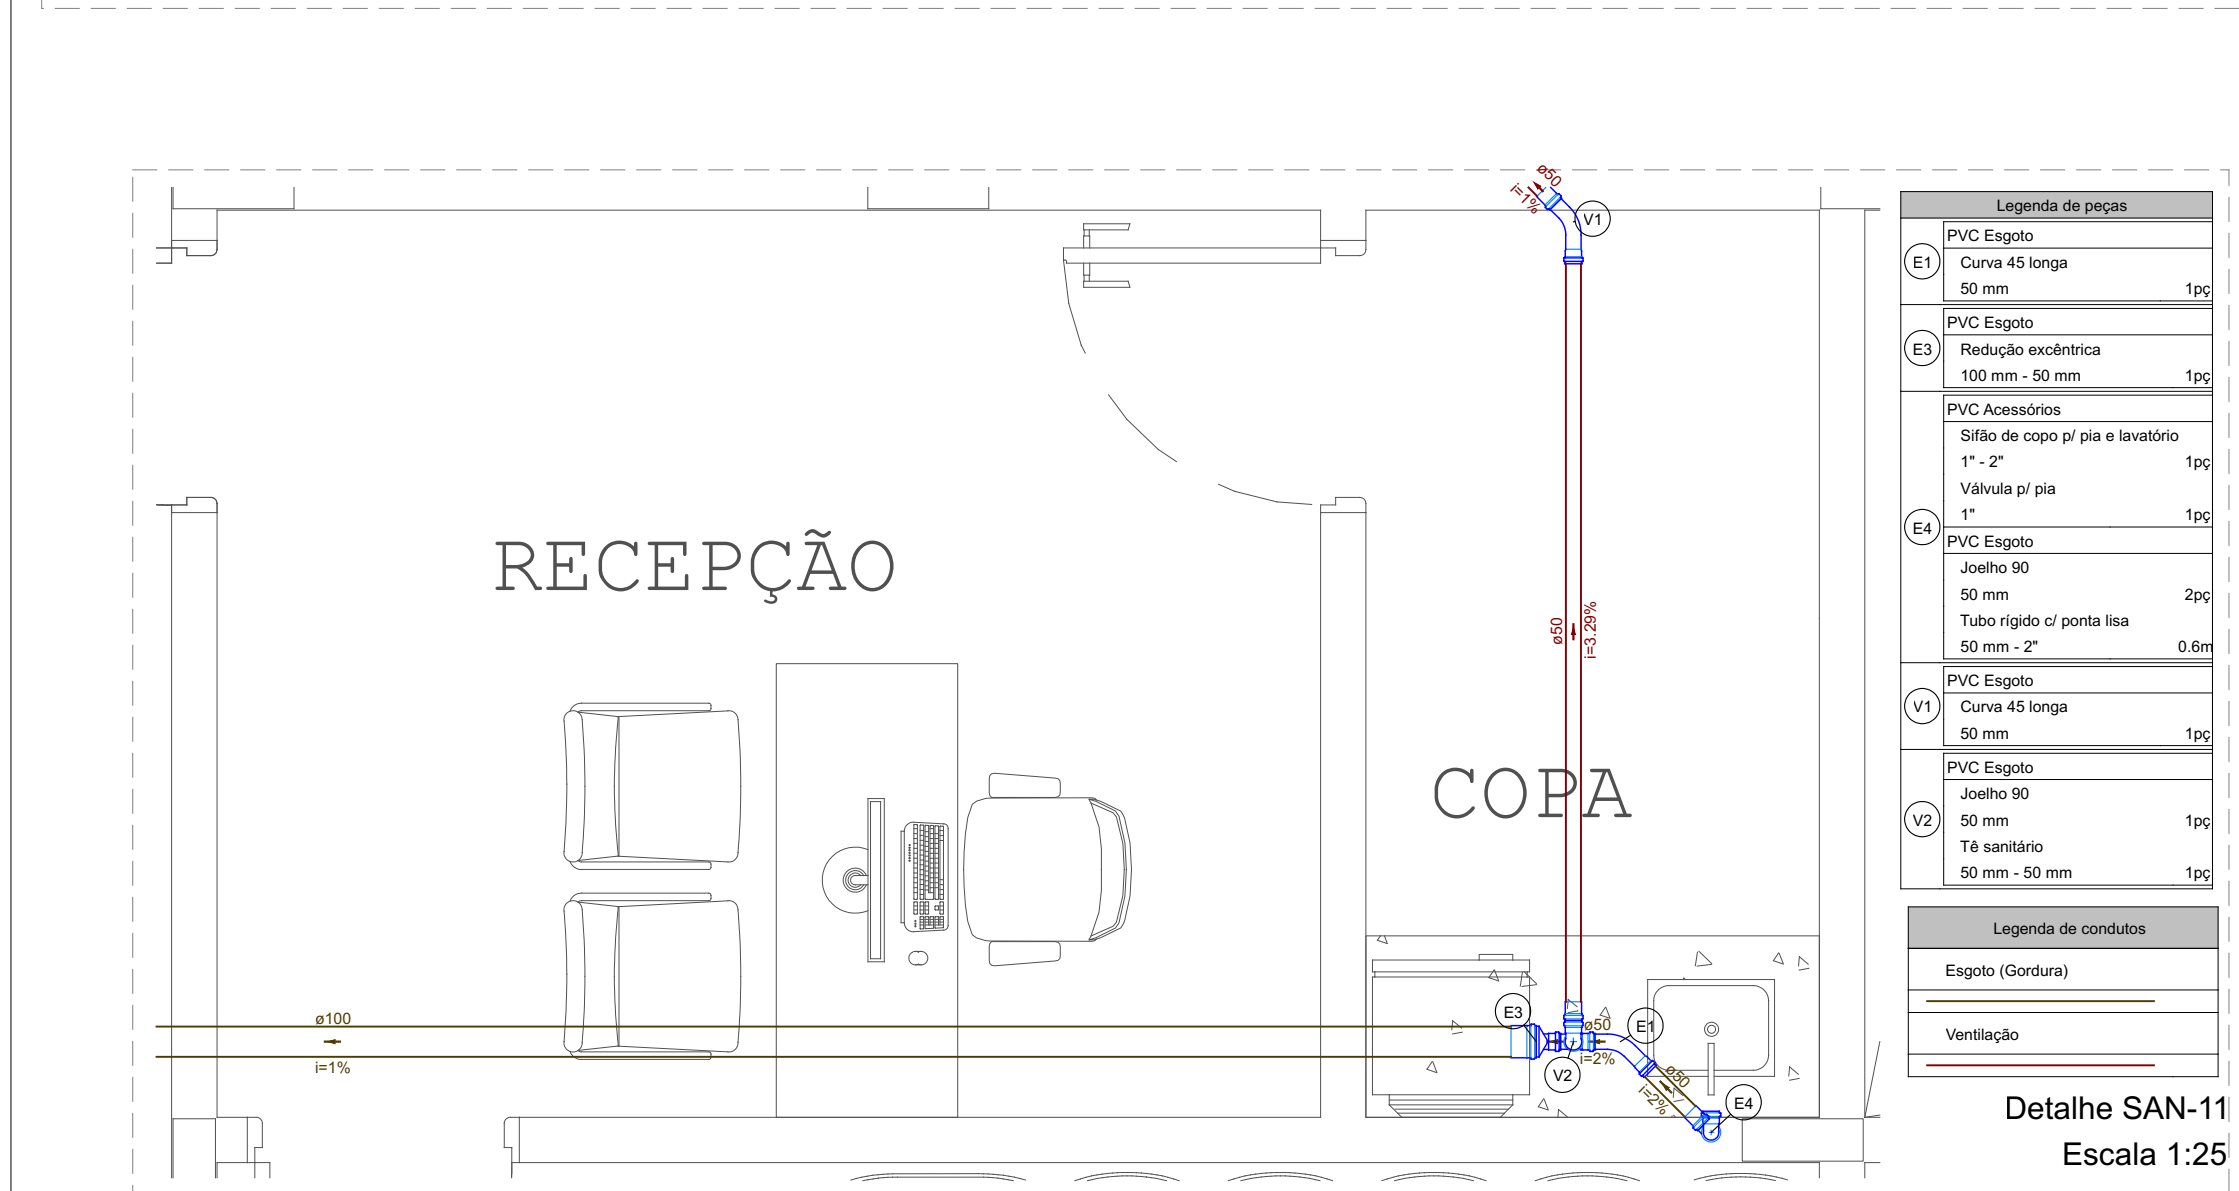 ø50
i=1%
V1
RECEPÇÃO
ø50
i=3.29%
COPA
ø100
i=1%
E3
ø50
i=2%
E1
V2
ø50
i=2%
E4
Legenda de peças
E1
PVC Esgoto
Curva 45 longa
50 mm 1pç
E3
PVC Esgoto
Redução excêntrica
100 mm - 50 mm 1pç
E4
PVC Acessórios
Sifão de copo p/ pia e lavatório
1" - 2" 1pç
Válvula p/ pia
1" 1pç
PVC Esgoto
Joelho 90
50 mm 2pç
Tubo rígido c/ ponta lisa
50 mm - 2" 0.6m
V1
PVC Esgoto
Curva 45 longa
50 mm 1pç
V2
PVC Esgoto
Joelho 90
50 mm 1pç
Tê sanitário
50 mm - 50 mm 1pç
Legenda de condutos
Esgoto (Gordura)
Ventilação
Detalhe SAN-11
Escala 1:25